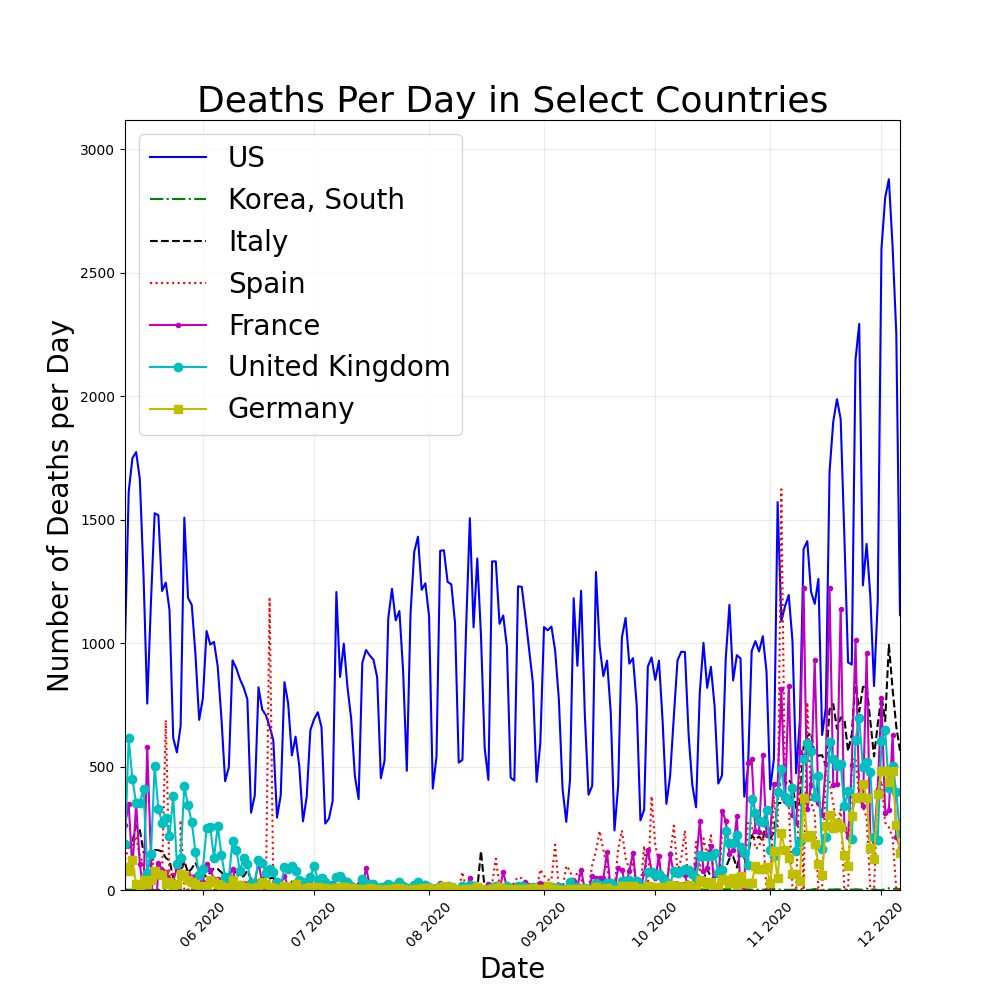 Deaths Per Day in Select Countries
3000
2500
2000
1500
1000
500
0
Number of Deaths per Day
US
Korea, South
Italy
Spain
France
United Kingdom
Germany
06 2020
07 2020
08 2020
09 2020
10 2020
11 2020
12 2020
Date